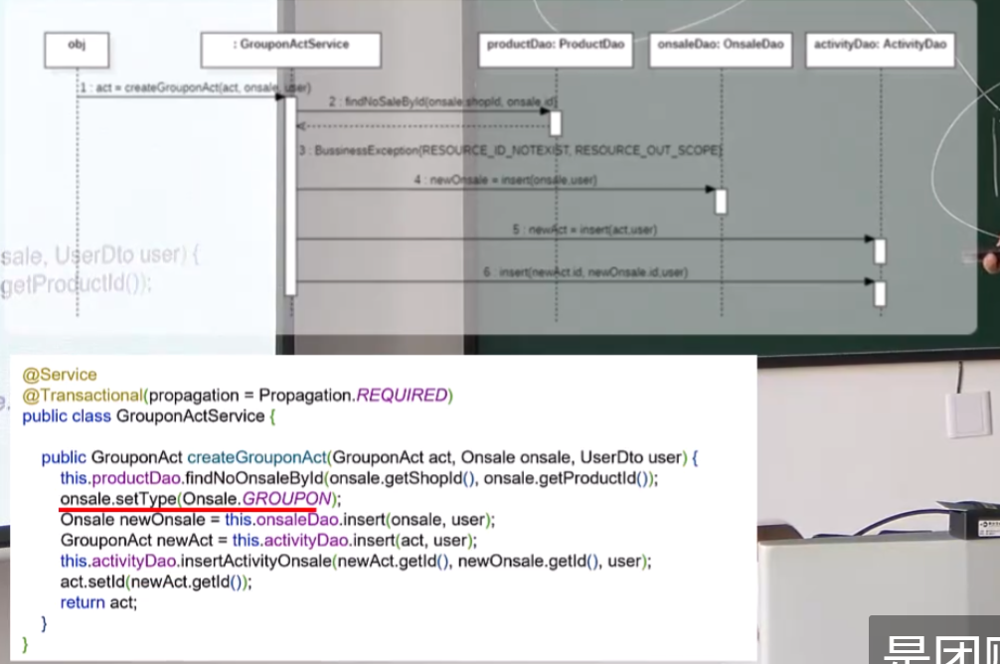 obj
: GrouponActService
productDao: ProductDao
onsaleDao: OnsaleDao
activityDao: ActivityDao
1 : act = createGrouponAct(act, onsale, user)
2 : findNoSaleById(onsale.shopId, onsale.id)
3 : BussinessException{RESOURCE_ID_NOTEXIST, RESOURCE_OUT_SCOPE}
4 : newOnsale = insert(onsale,user)
5 : newAct = insert(act,user)
6 : insert(newAct.id, newOnsale.id,user)
sale, UserDto user) {
getProductId());
@Service
@Transactional(propagation = Propagation.REQUIRED)
public class GrouponActService {
public GrouponAct createGrouponAct(GrouponAct act, Onsale onsale, UserDto user) {
this.productDao.findNoOnsaleById(onsale.getShopId(), onsale.getProductId());
onsale.setType(Onsale.GROUPON);
Onsale newOnsale = this.onsaleDao.insert(onsale, user);
GrouponAct newAct = this.activityDao.insert(act, user);
this.activityDao.insertActivityOnsale(newAct.getId(), newOnsale.getId(), user);
act.setId(newAct.getId());
return act;
}
}
是团购